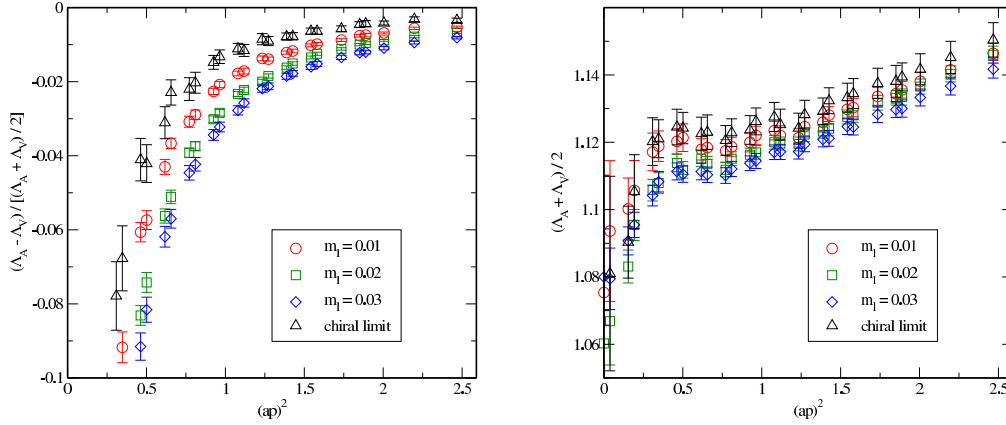 0
-0.02
-0.04
-0.06
-0.08
-0.1
0
0.5
1
1.5
2
2.5
(ap)²
(Λ_A - Λ_V) / [(Λ_A + Λ_V) / 2]
m_l = 0.01
m_l = 0.02
m_l = 0.03
chiral limit
1.14
1.12
1.1
1.08
1.06
0
0.5
1
1.5
2
2.5
(ap)²
(Λ_A + Λ_V) / 2
m_l = 0.01
m_l = 0.02
m_l = 0.03
chiral limit